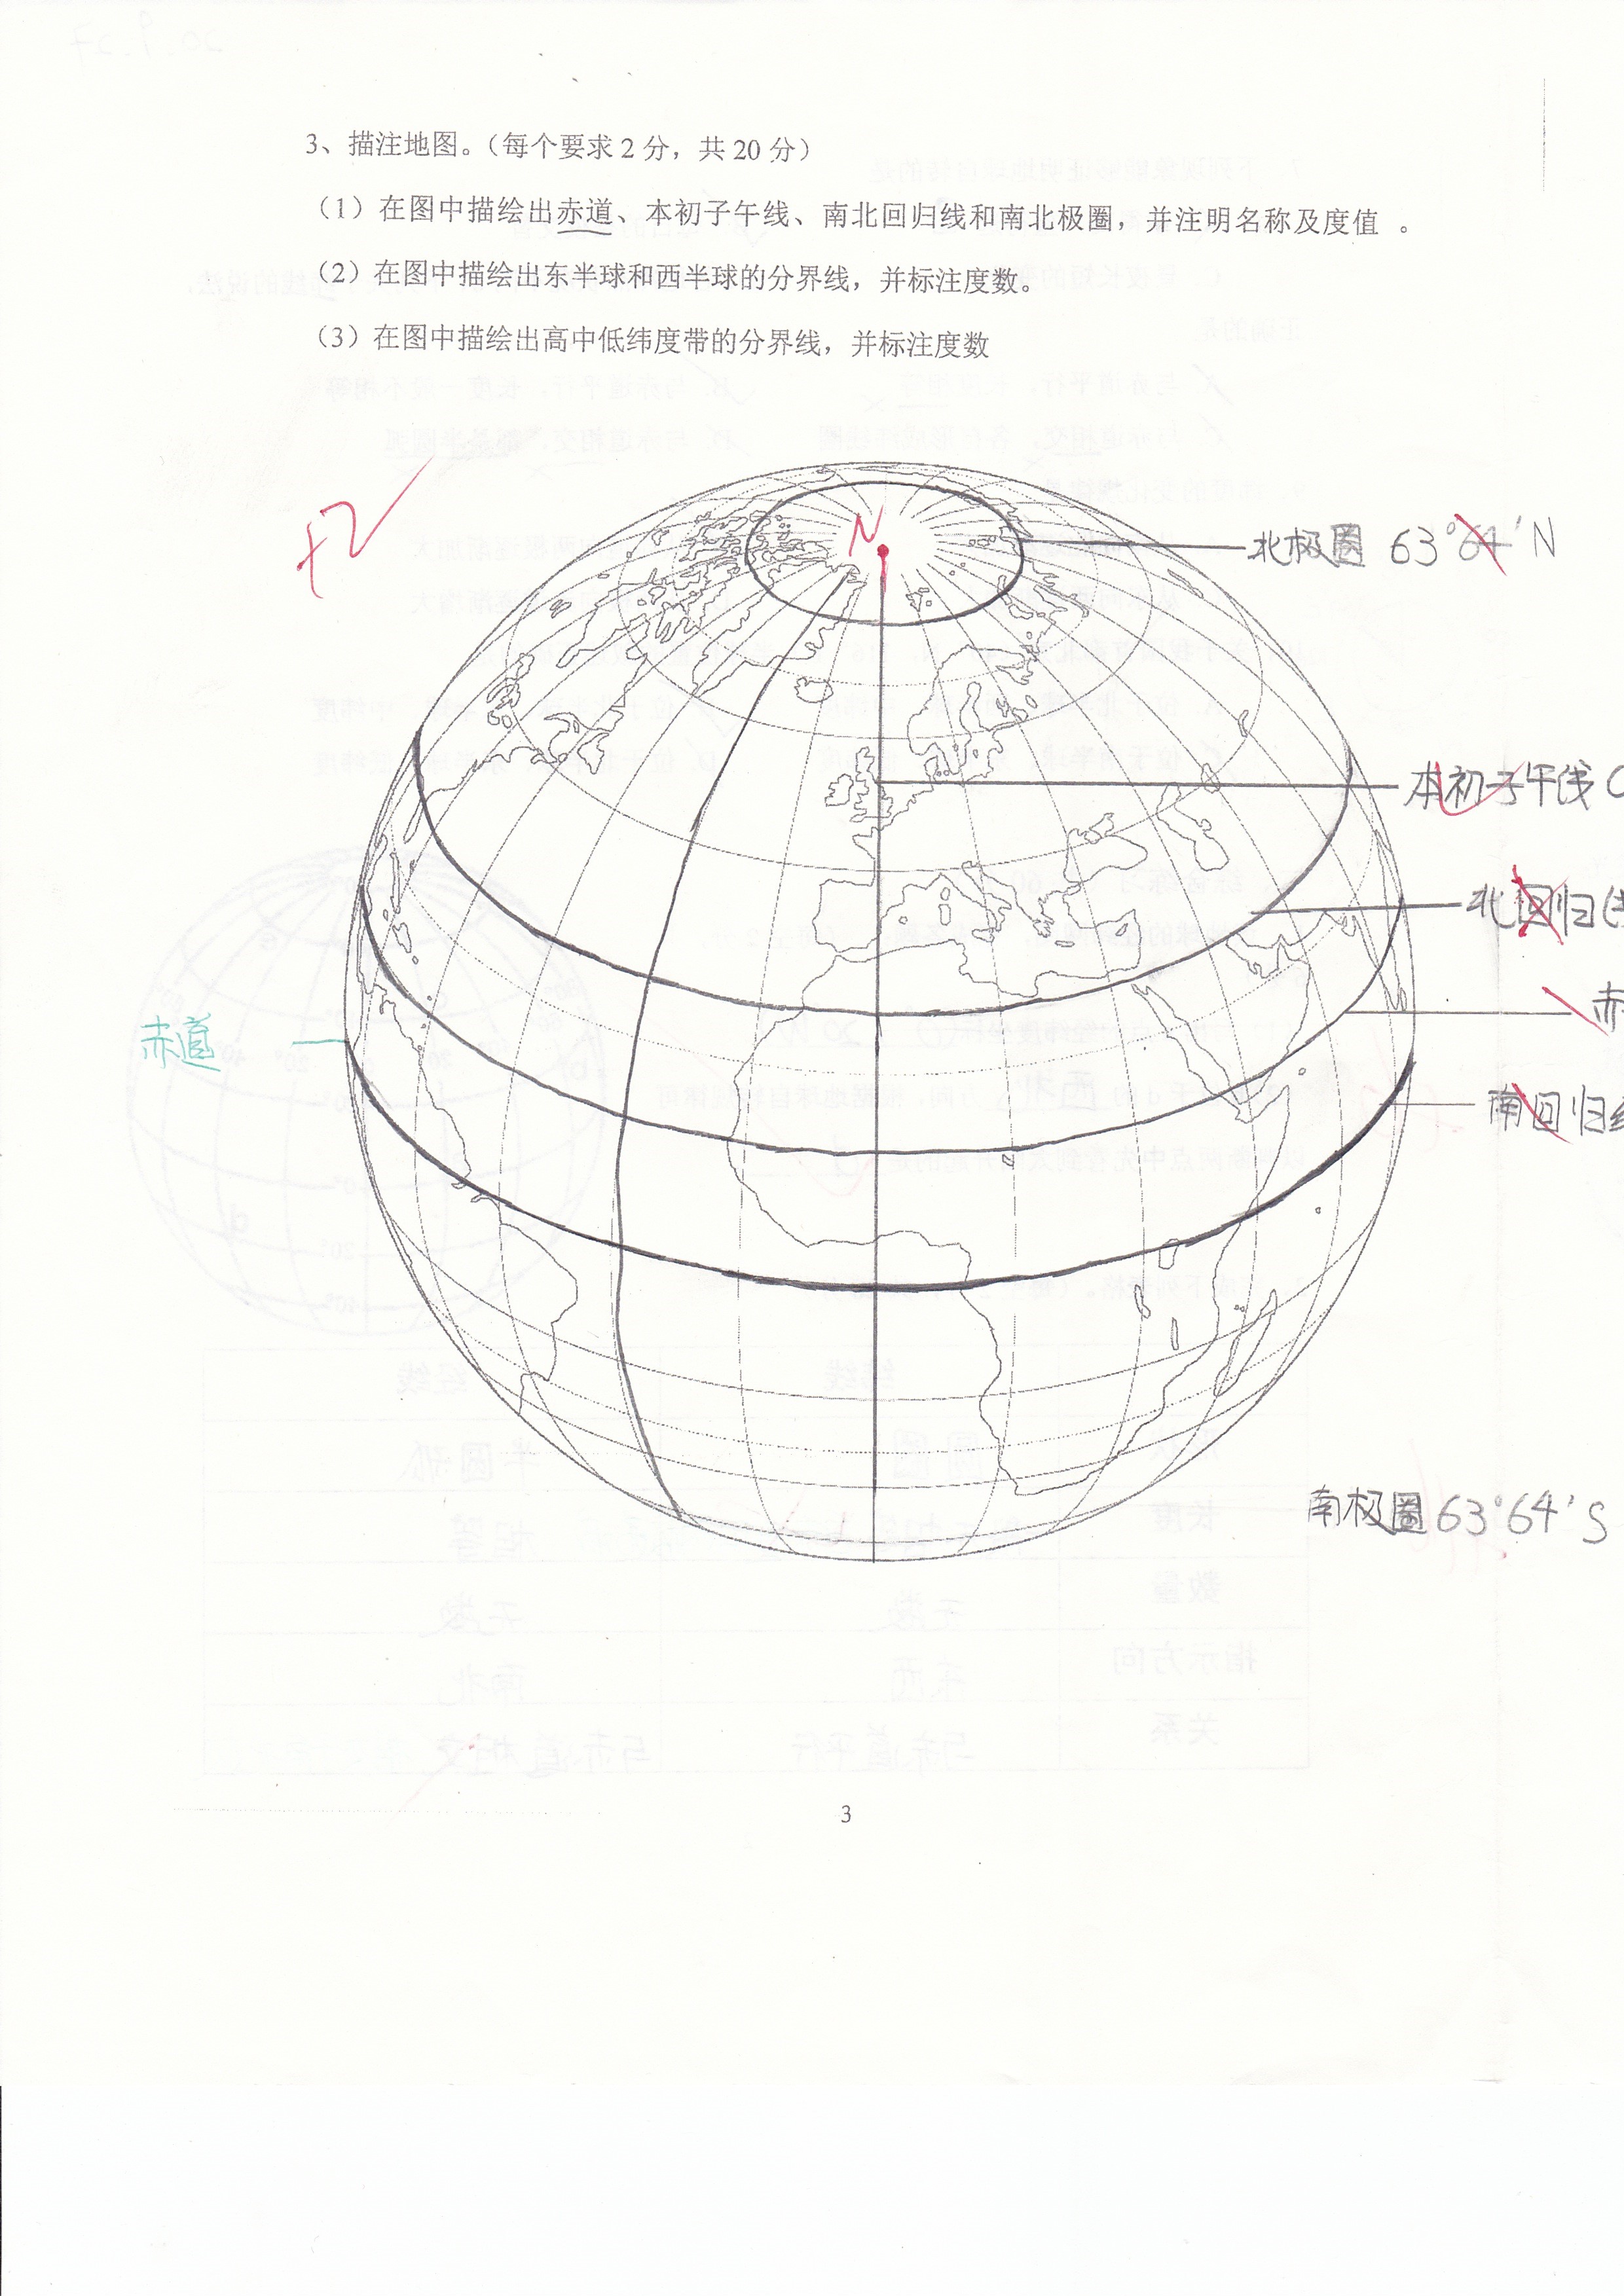 3、描注地图。（每个要求2分，共20分）
（1）在图中描绘出赤道、本初子午线、南北回归线和南北极圈，并注明名称及度值 。
（2）在图中描绘出东半球和西半球的分界线，并标注度数。
（3）在图中描绘出高中低纬度带的分界线，并标注度数
+2
N
北极圈 63°64'N
本初子午线
北回归
赤道
赤
南回归
南极圈63°64'S
3